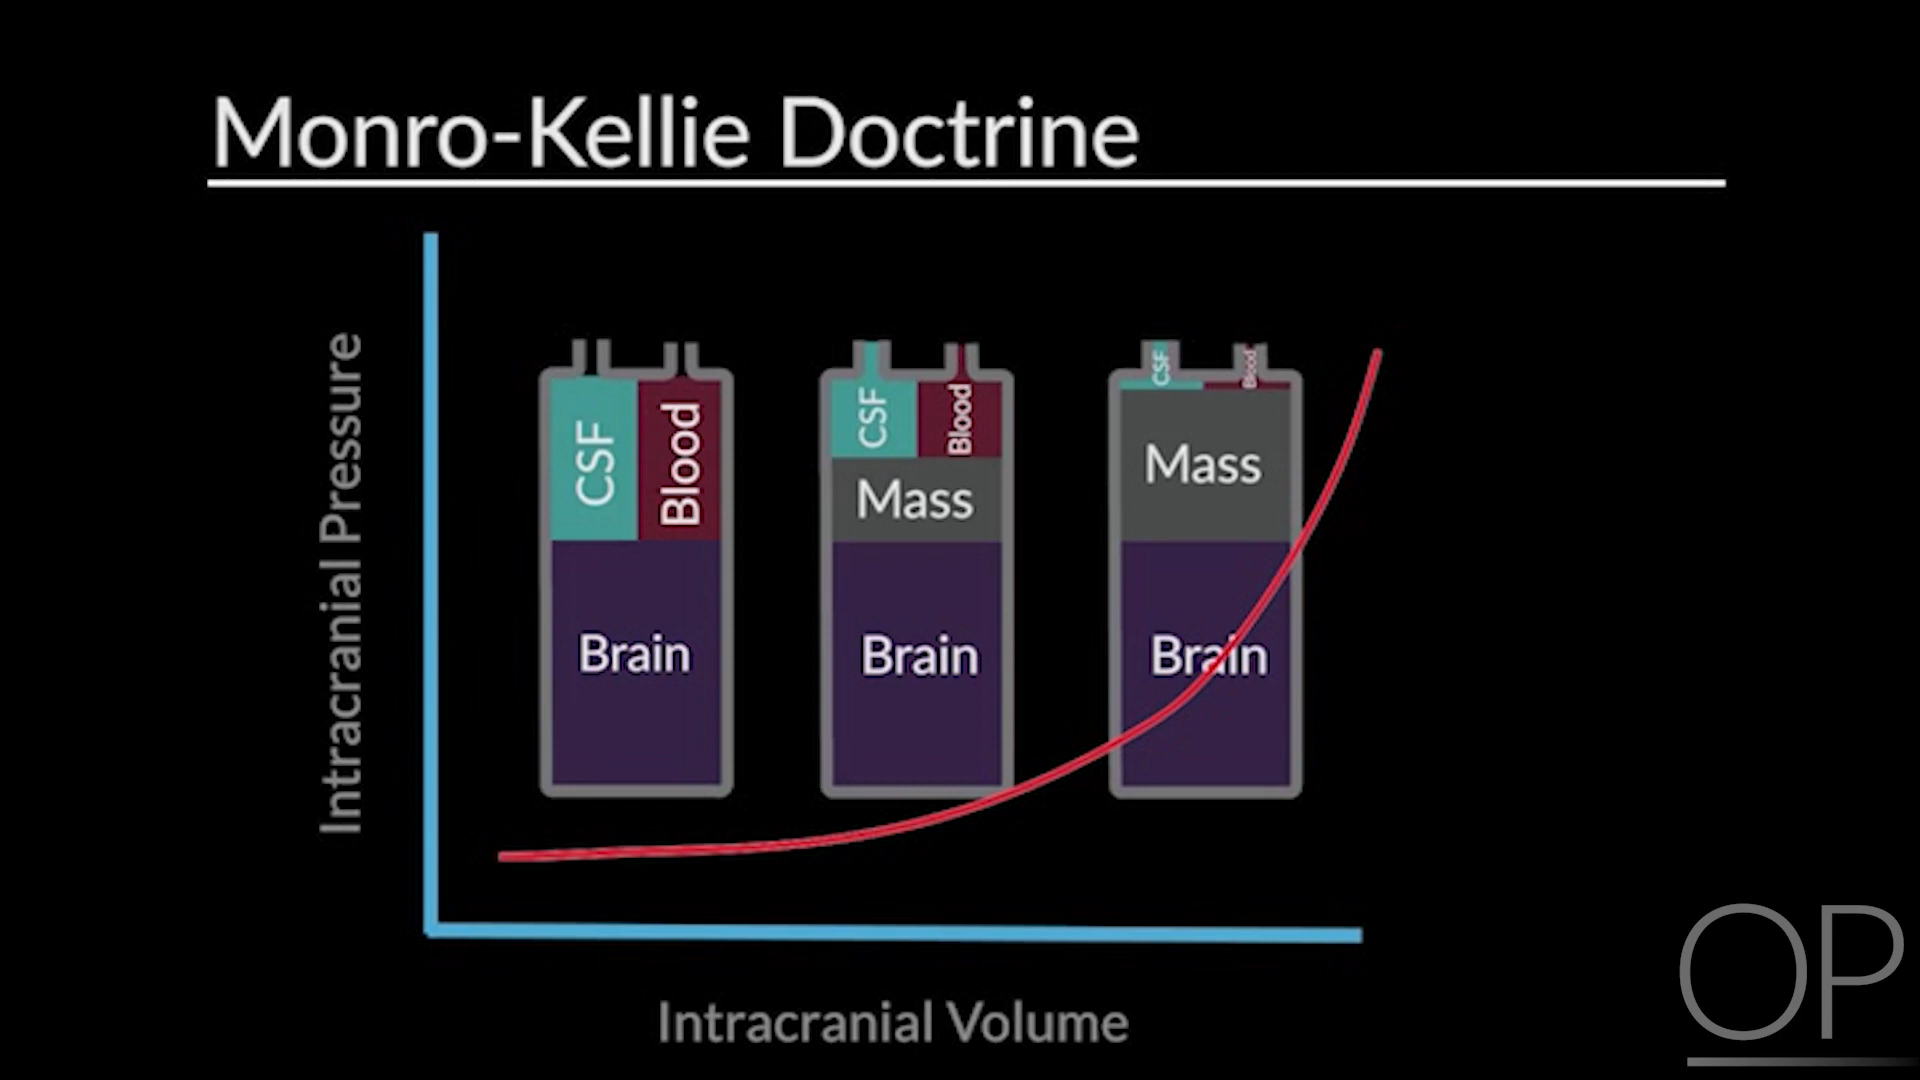 Monro-Kellie Doctrine
Intracranial Pressure
CSF
Blood
Brain
CSF
Blood
Mass
Brain
CSF
Blood
Mass
Brain
Intracranial Volume
OP